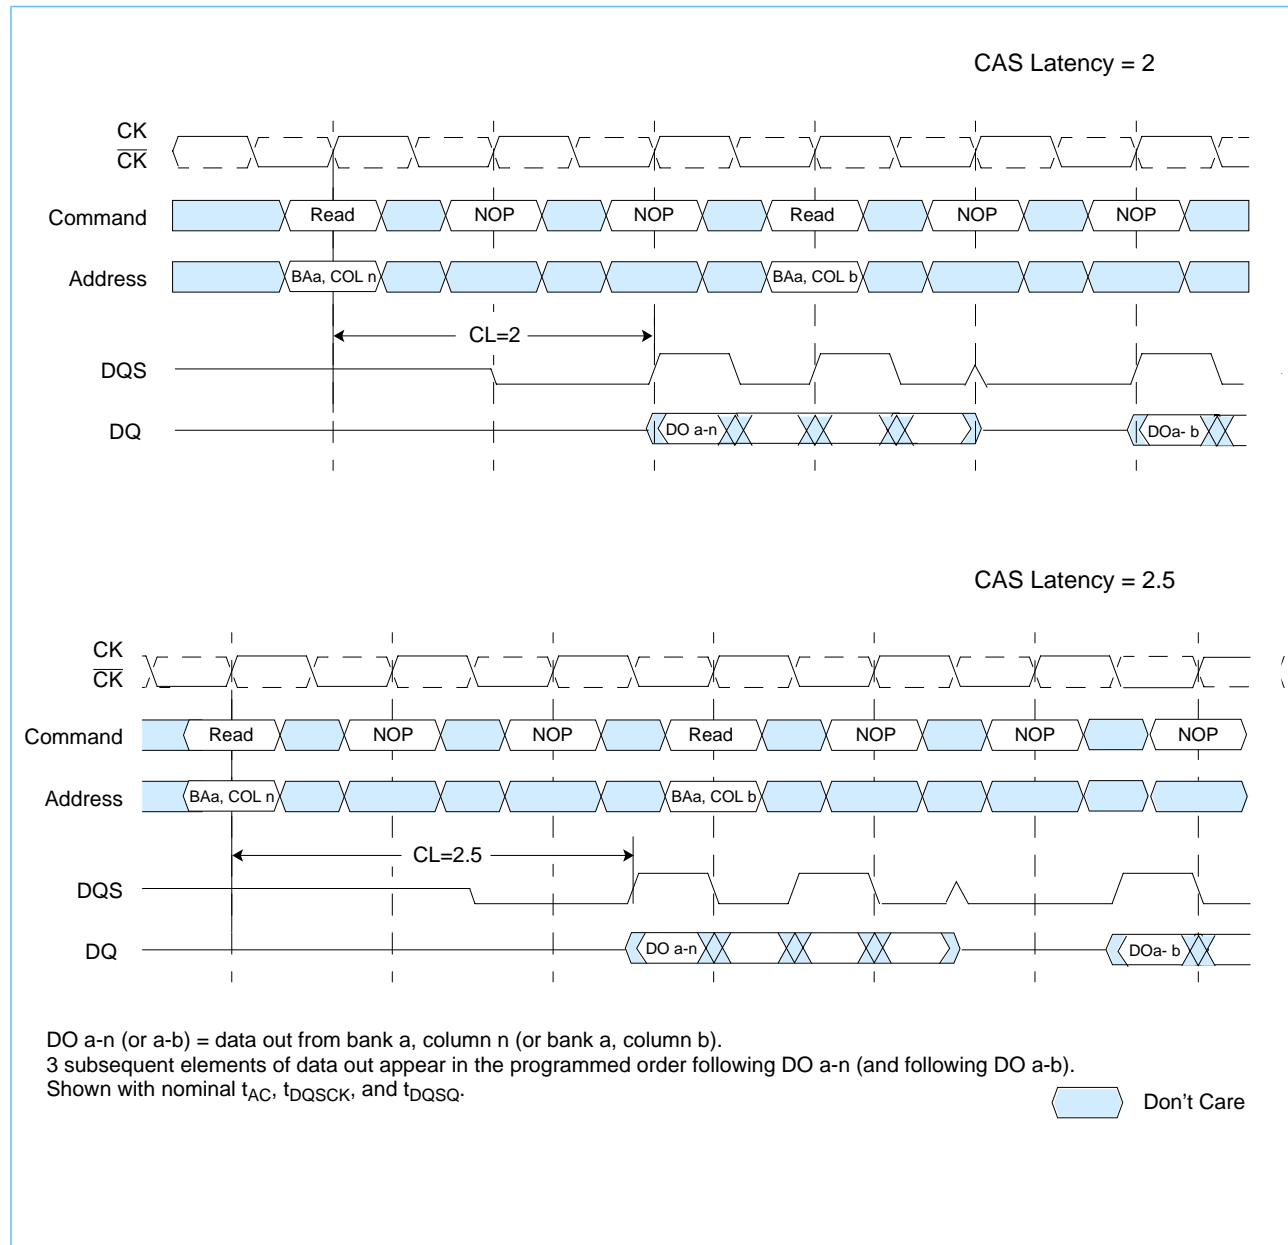 CAS Latency = 2
CK
CK
Command Read NOP NOP Read NOP NOP
Address BAa, COL n BAa, COL b
CL=2
DQS
DQ DO a-n DOa- b
CAS Latency = 2.5
CK
CK
Command Read NOP NOP Read NOP NOP NOP
Address BAa, COL n BAa, COL b
CL=2.5
DQS
DQ DO a-n DOa- b
DO a-n (or a-b) = data out from bank a, column n (or bank a, column b).
3 subsequent elements of data out appear in the programmed order following DO a-n (and following DO a-b).
Shown with nominal tAC, tDQSCK, and tDQSQ.
Don't Care